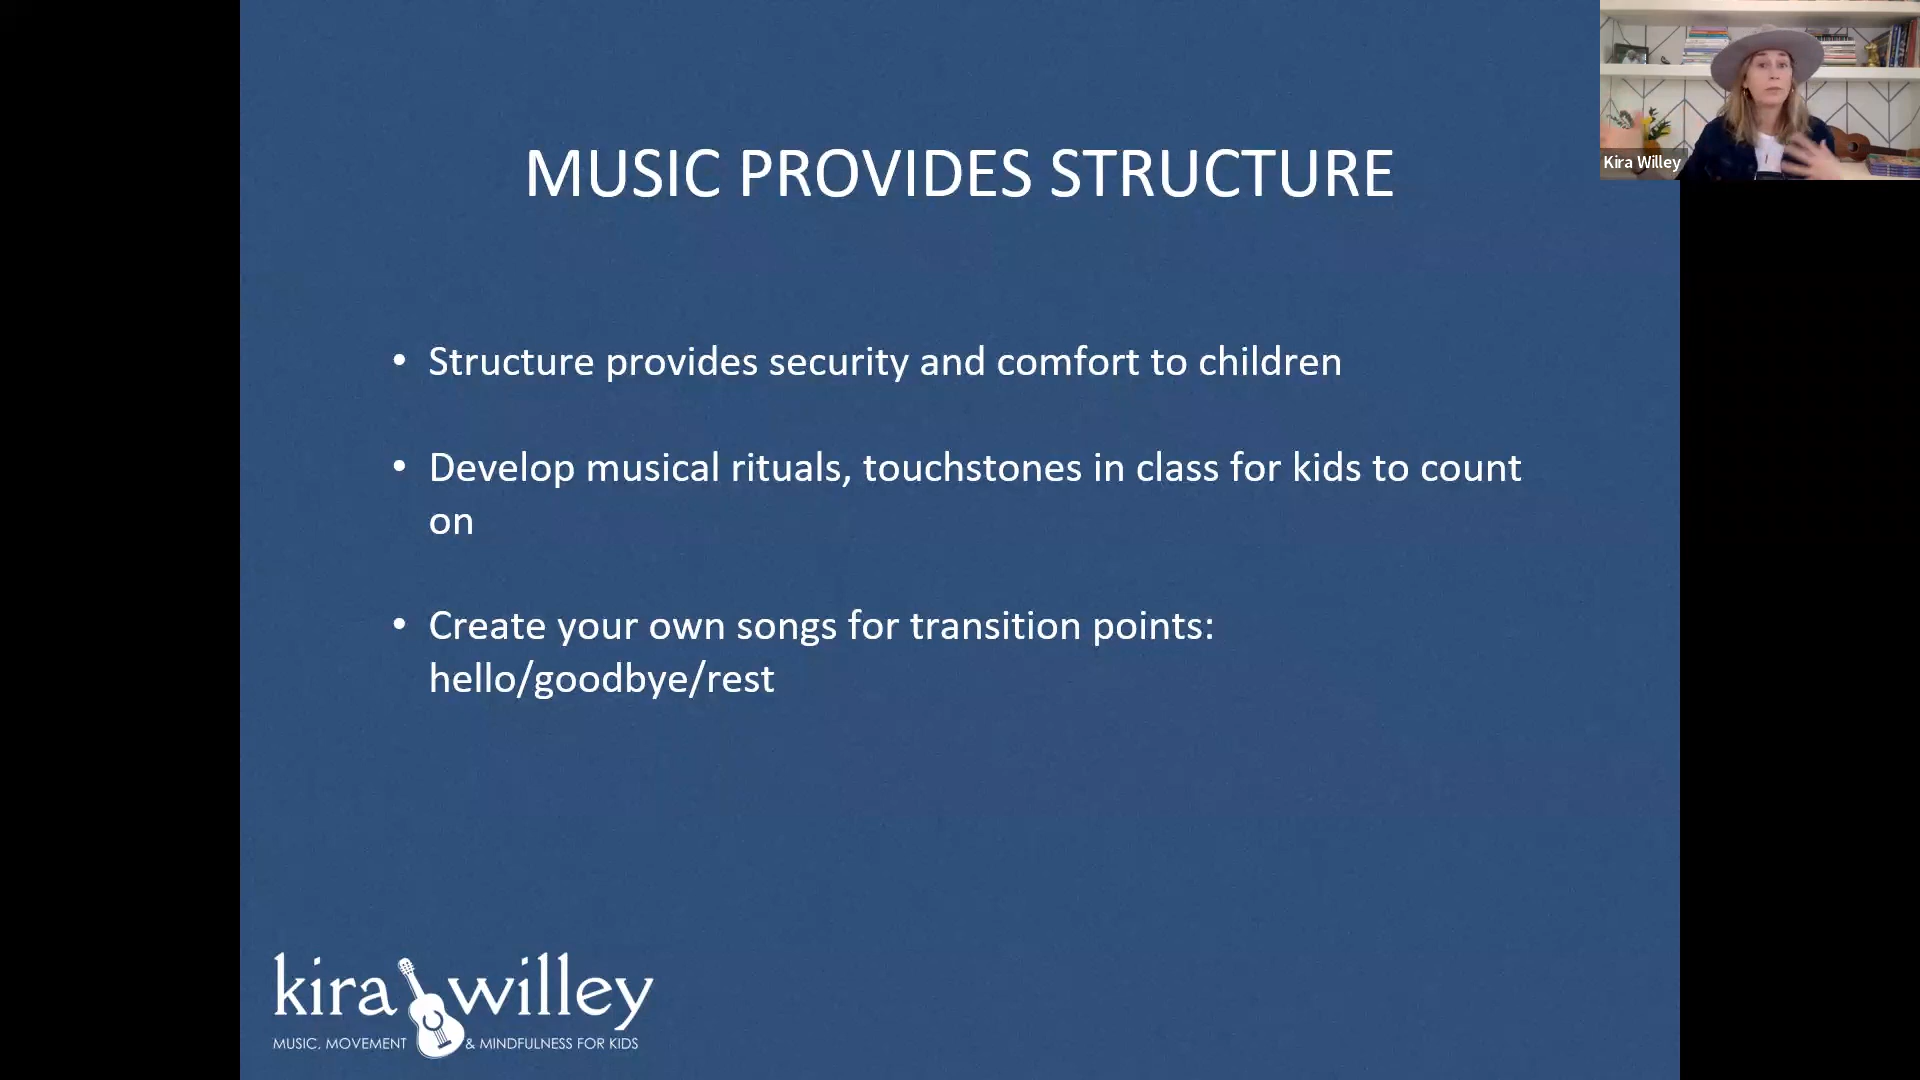 MUSIC PROVIDES STRUCTURE
Kira Willey
• Structure provides security and comfort to children
• Develop musical rituals, touchstones in class for kids to count
on
• Create your own songs for transition points:
hello/goodbye/rest
kira willey
MUSIC, MOVEMENT & MINDFULNESS FOR KIDS